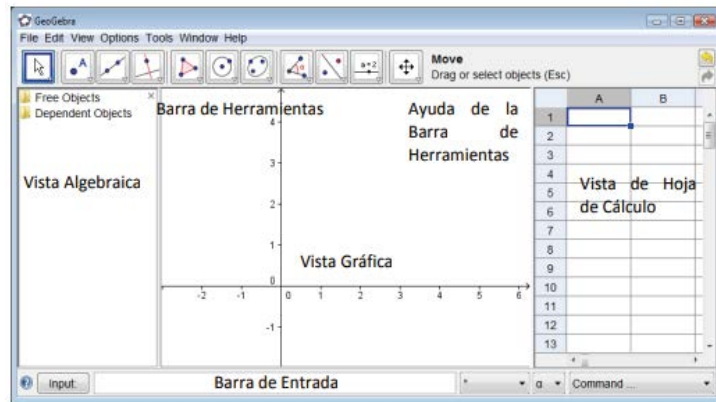 GeoGebra
File Edit View Options Tools Window Help
A
a=2
Move
Drag or select objects (Esc)
Free Objects
Dependent Objects
Barra de Herramientas
Ayuda de la
Barra de
Herramientas
Vista Algebraica
Vista Gráfica
4
3
2
1
0
-1
-2 -1 0 1 2 3 4 5 6
A B
1
2
3
4
5
6
7
8
9
10
11
12
13
Vista de Hoja
de Cálculo
Input:
Barra de Entrada
α
Command ...